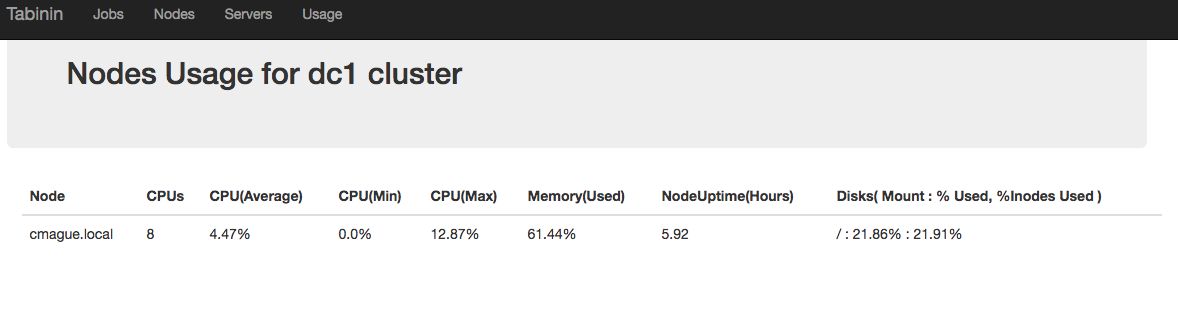 Tabinin Jobs Nodes Servers Usage
Nodes Usage for dc1 cluster
Node CPUs CPU(Average) CPU(Min) CPU(Max) Memory(Used) NodeUptime(Hours) Disks( Mount : % Used, %Inodes Used )
cmague.local 8 4.47% 0.0% 12.87% 61.44% 5.92 / : 21.86% : 21.91%